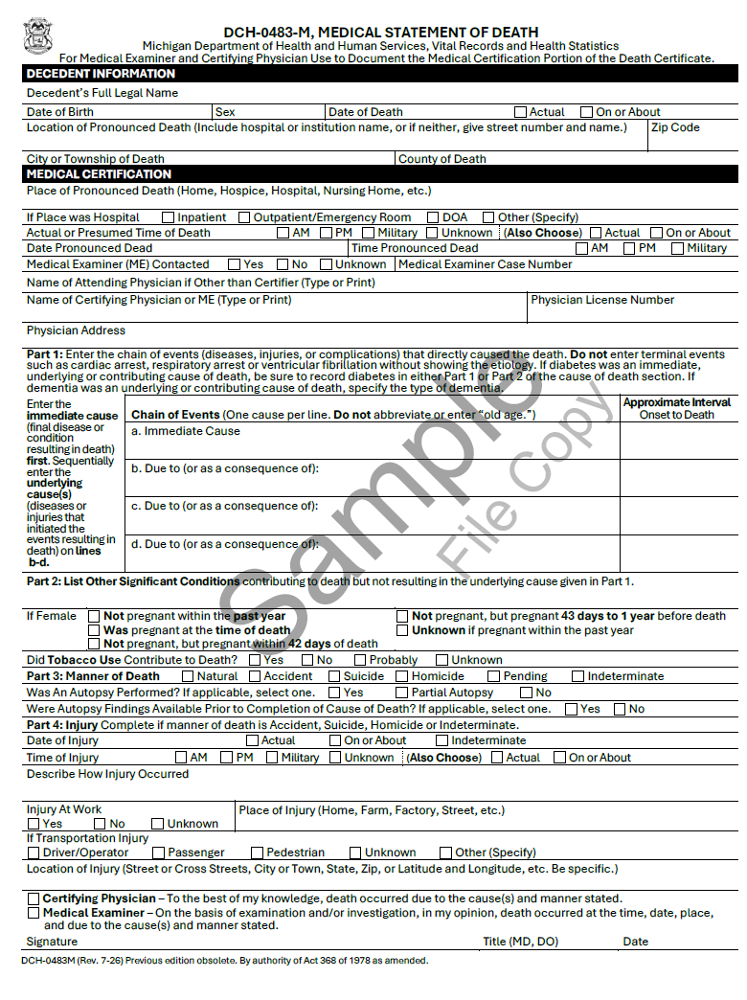 DCH-0483-M, MEDICAL STATEMENT OF DEATH
Michigan Department of Health and Human Services, Vital Records and Health Statistics
For Medical Examiner and Certifying Physician Use to Document the Medical Certification Portion of the Death Certificate.
DECEDENT INFORMATION
Decedent's Full Legal Name
Date of Birth Sex Date of Death Actual On or About
Location of Pronounced Death (Include hospital or institution name, or if neither, give street number and name.) Zip Code
City or Township of Death County of Death
MEDICAL CERTIFICATION
Place of Pronounced Death (Home, Hospice, Hospital, Nursing Home, etc.)
If Place was Hospital Inpatient Outpatient/Emergency Room DOA Other (Specify)
Actual or Presumed Time of Death AM PM Military Unknown (Also Choose) Actual On or About
Date Pronounced Dead Time Pronounced Dead AM PM Military
Medical Examiner (ME) Contacted Yes No Unknown Medical Examiner Case Number
Name of Attending Physician if Other than Certifier (Type or Print)
Name of Certifying Physician or ME (Type or Print) Physician License Number
Physician Address
Part 1: Enter the chain of events (diseases, injuries, or complications) that directly caused the death. Do not enter terminal events
such as cardiac arrest, respiratory arrest or ventricular fibrillation without showing the etiology. If diabetes was an immediate,
underlying or contributing cause of death, be sure to record diabetes in either Part 1 or Part 2 of the cause of death section. If
dementia was an underlying or contributing cause of death, specify the type of dementia.
Enter the
immediate cause
(final disease or
condition
resulting in death)
first. Sequentially
enter the
underlying
cause(s)
(diseases or
injuries that
initiated the
events resulting in
death) on lines
b-d.
Chain of Events (One cause per line. Do not abbreviate or enter "old age.")
Approximate Interval
Onset to Death
a. Immediate Cause
b. Due to (or as a consequence of):
c. Due to (or as a consequence of):
d. Due to (or as a consequence of):
Part 2: List Other Significant Conditions contributing to death but not resulting in the underlying cause given in Part 1.
If Female Not pregnant within the past year Not pregnant, but pregnant 43 days to 1 year before death
Was pregnant at the time of death Unknown if pregnant within the past year
Not pregnant, but pregnant within 42 days of death
Did Tobacco Use Contribute to Death? Yes No Probably Unknown
Part 3: Manner of Death Natural Accident Suicide Homicide Pending Indeterminate
Was An Autopsy Performed? If applicable, select one. Yes Partial Autopsy No
Were Autopsy Findings Available Prior to Completion of Cause of Death? If applicable, select one. Yes No
Part 4: Injury Complete if manner of death is Accident, Suicide, Homicide or Indeterminate.
Date of Injury Actual On or About Indeterminate
Time of Injury AM PM Military Unknown (Also Choose) Actual On or About
Describe How Injury Occurred
Injury At Work Place of Injury (Home, Farm, Factory, Street, etc.)
Yes No Unknown
If Transportation Injury
Driver/Operator Passenger Pedestrian Unknown Other (Specify)
Location of Injury (Street or Cross Streets, City or Town, State, Zip, or Latitude and Longitude, etc. Be specific.)
Certifying Physician – To the best of my knowledge, death occurred due to the cause(s) and manner stated.
Medical Examiner – On the basis of examination and/or investigation, in my opinion, death occurred at the time, date, place,
and due to the cause(s) and manner stated.
Signature Title (MD, DO) Date
DCH-0483M (Rev. 7-26) Previous edition obsolete. By authority of Act 368 of 1978 as amended.
Sample
File Copy